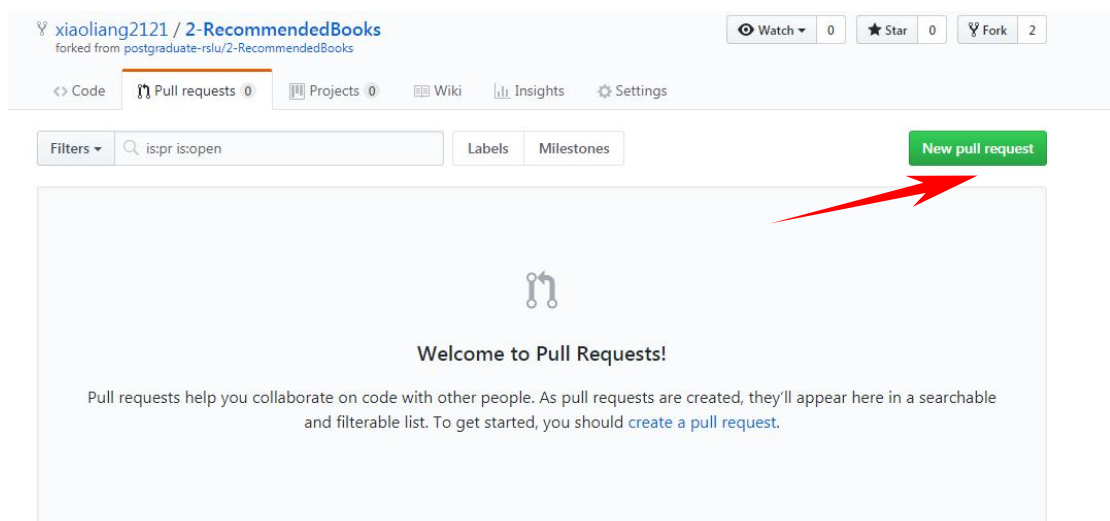 xiaoliang2121 / 2-RecommendedBooks
forked from postgraduate-rslu/2-RecommendedBooks
Watch 0 Star 0 Fork 2
<> Code Pull requests 0 Projects 0 Wiki Insights Settings
Filters is:pr is:open Labels Milestones New pull request
Welcome to Pull Requests!
Pull requests help you collaborate on code with other people. As pull requests are created, they'll appear here in a searchable
and filterable list. To get started, you should create a pull request.